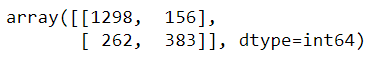 array([[1298,  156],
       [ 262,  383]], dtype=int64)